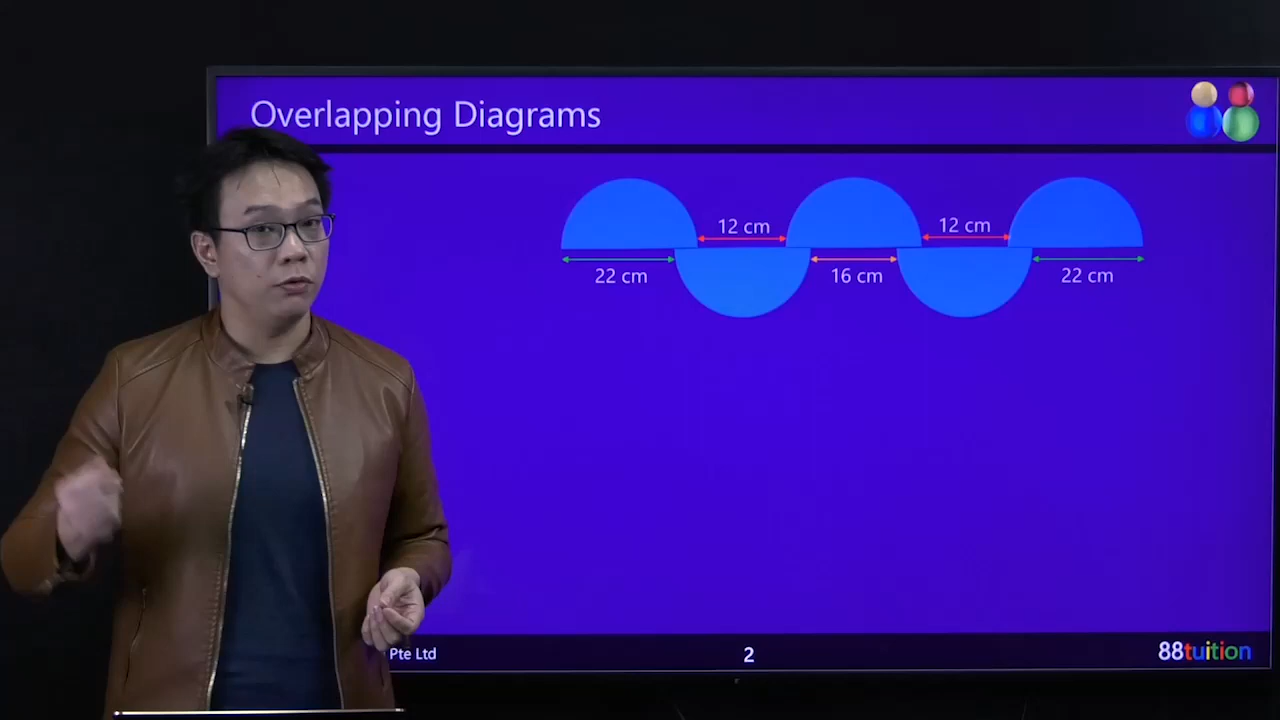 Overlapping Diagrams
12 cm
12 cm
22 cm
16 cm
22 cm
Pte Ltd
2
88tuition